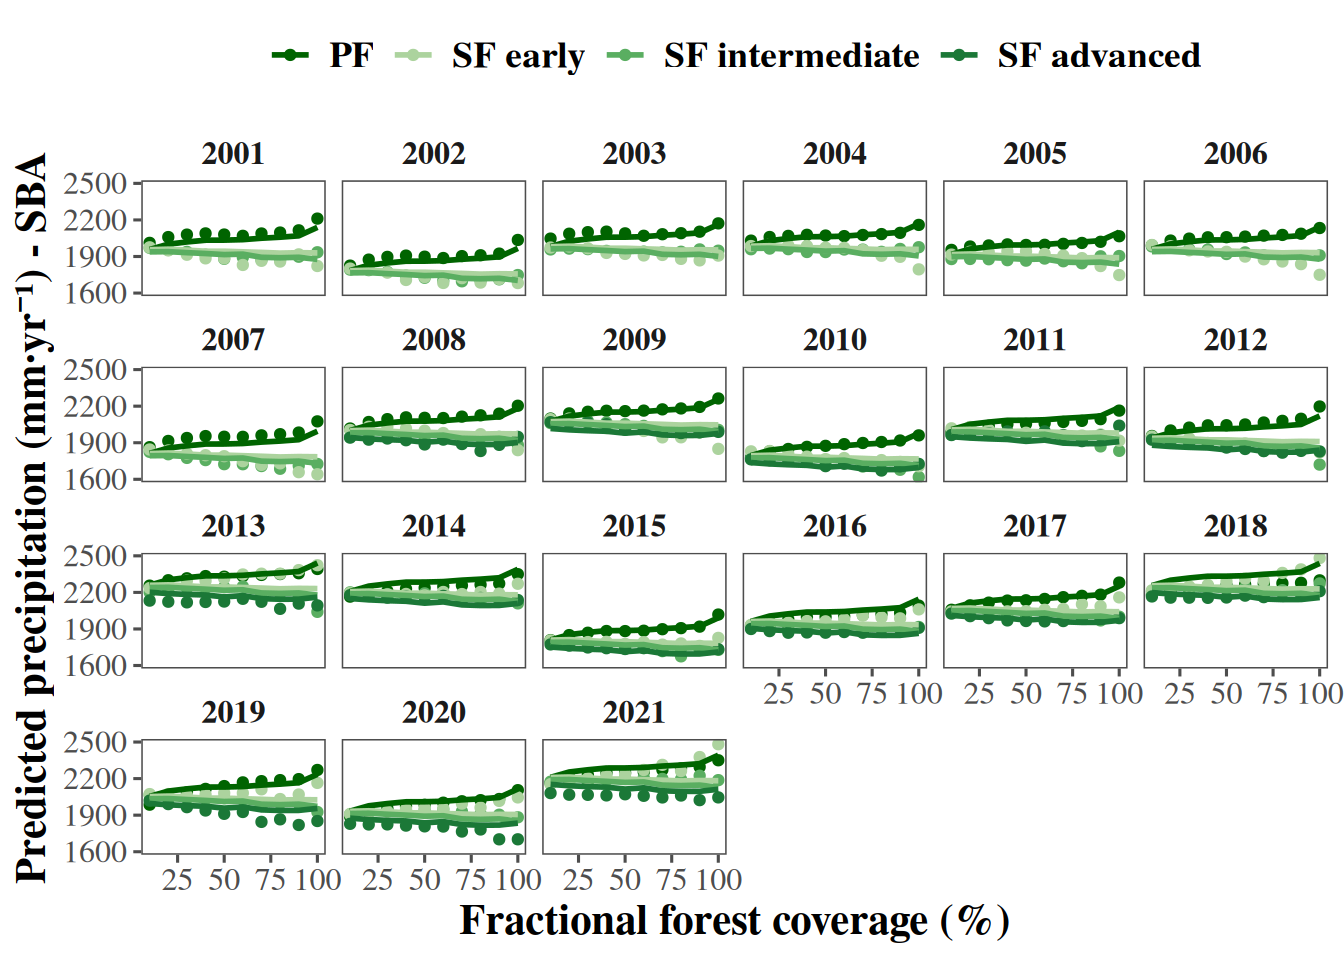 PF SF early SF intermediate SF advanced
2001 2002 2003 2004 2005 2006
2500
2200
1900
1600
2007 2008 2009 2010 2011 2012
2500
2200
1900
1600
2013 2014 2015 2016 2017 2018
2500
2200
1900
1600
25 50 75 100 25 50 75 100 25 50 75 100
2019 2020 2021
2500
2200
1900
1600
25 50 75 100 25 50 75 100 25 50 75 100
Fractional forest coverage (%)
Predicted precipitation (mm·yr⁻¹) - SBA